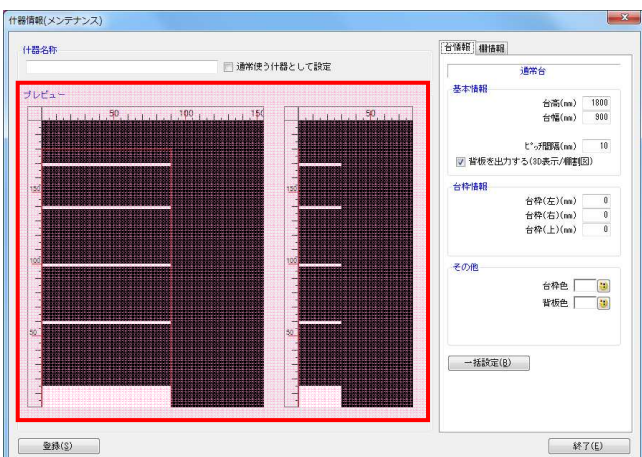 什器情報(メンテナンス)
什器名称
通常使う什器として設定
プレビュー
50 100 150
50
150
100
50
150
100
50
台情報 棚情報
通常台
基本情報
台高(mm) 1800
台幅(mm) 900
ピッチ間隔(mm) 10
背板を出力する(3D表示/棚割図)
台枠情報
台枠(左)(mm) 0
台枠(右)(mm) 0
台枠(上)(mm) 0
その他
台枠色
背板色
一括設定(B)
登録(S)
終了(E)